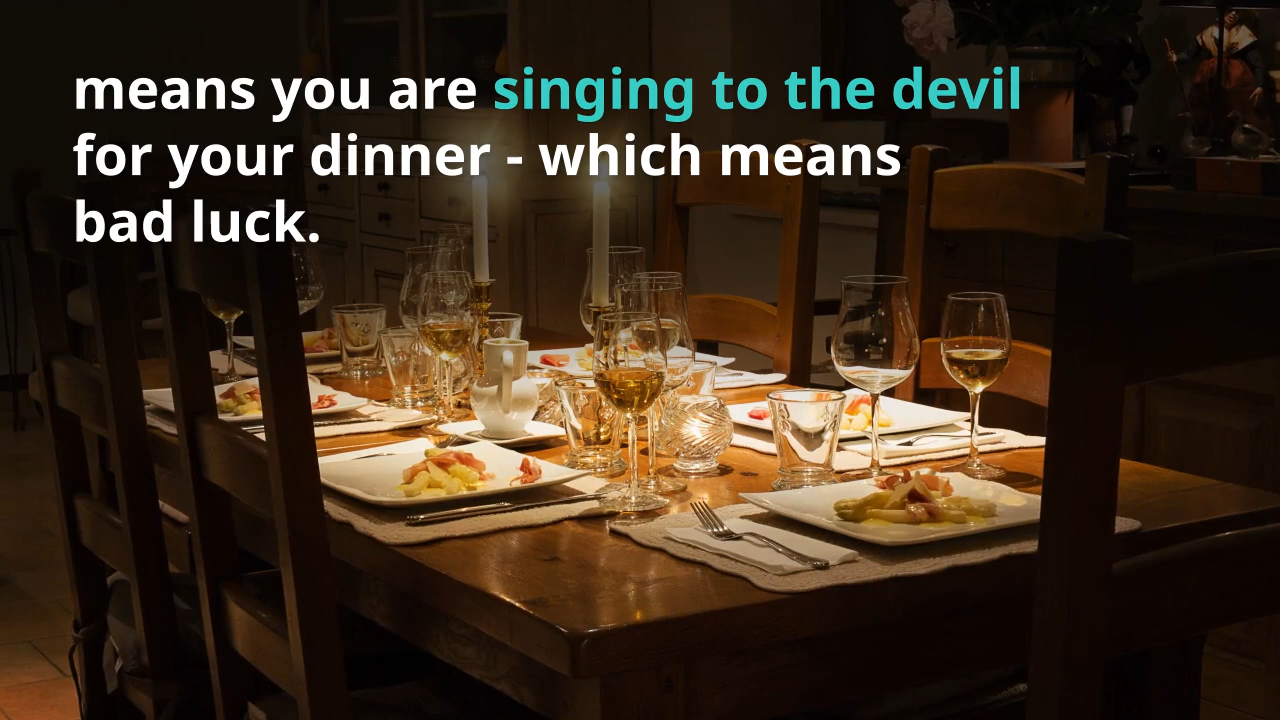 means you are singing to the devil
for your dinner - which means
bad luck.